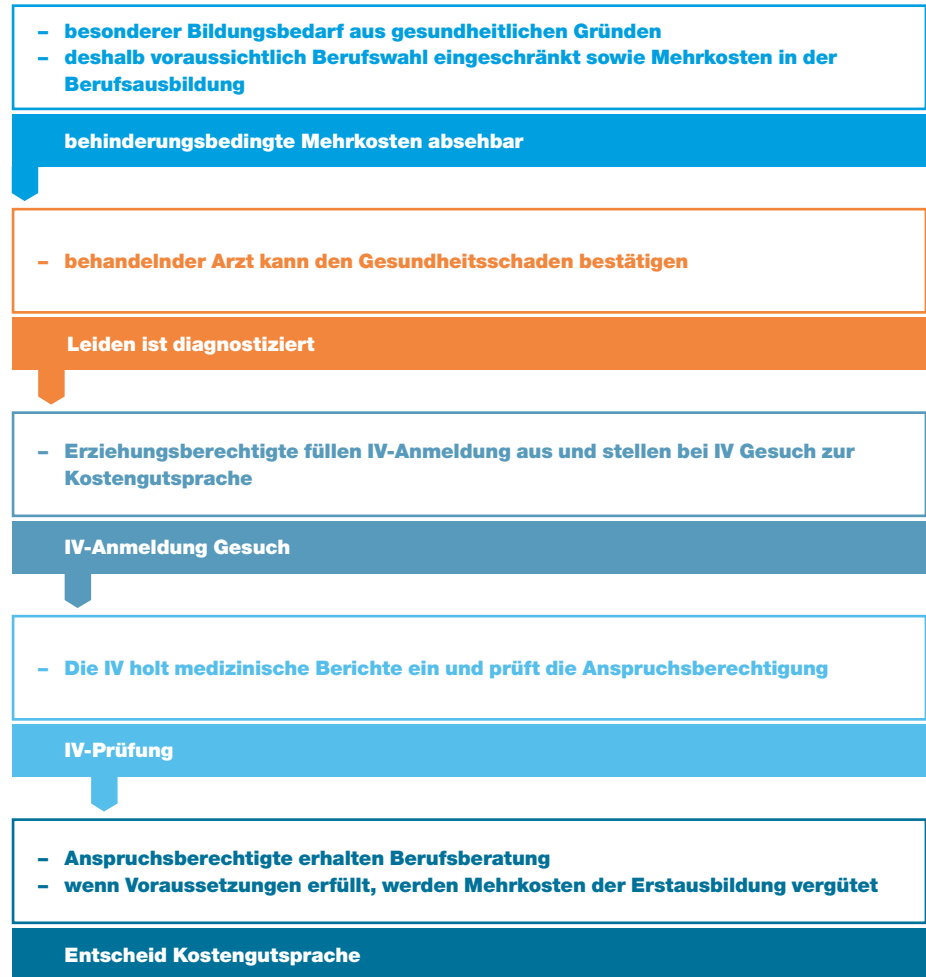 – besonderer Bildungsbedarf aus gesundheitlichen Gründen
– deshalb voraussichtlich Berufswahl eingeschränkt sowie Mehrkosten in der
Berufsausbildung
behinderungsbedingte Mehrkosten absehbar
– behandelnder Arzt kann den Gesundheitsschaden bestätigen
Leiden ist diagnostiziert
– Erziehungsberechtigte füllen IV-Anmeldung aus und stellen bei IV Gesuch zur
Kostengutsprache
IV-Anmeldung Gesuch
– Die IV holt medizinische Berichte ein und prüft die Anspruchsberechtigung
IV-Prüfung
– Anspruchsberechtigte erhalten Berufsberatung
– wenn Voraussetzungen erfüllt, werden Mehrkosten der Erstausbildung vergütet
Entscheid Kostengutsprache